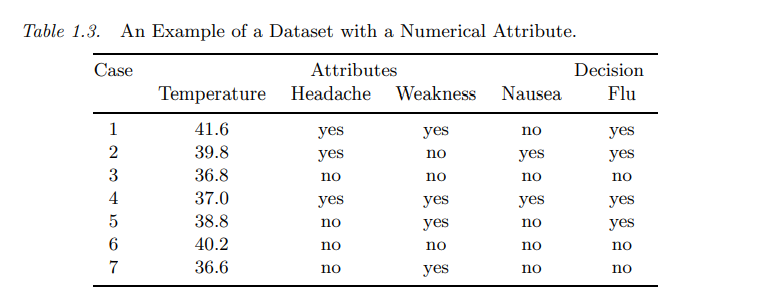 Table 1.3. An Example of a Dataset with a Numerical Attribute.
Case Attributes Decision
Temperature Headache Weakness Nausea Flu
1 41.6 yes yes no yes
2 39.8 yes no yes yes
3 36.8 no no no no
4 37.0 yes yes yes yes
5 38.8 no yes no yes
6 40.2 no no no no
7 36.6 no yes no no